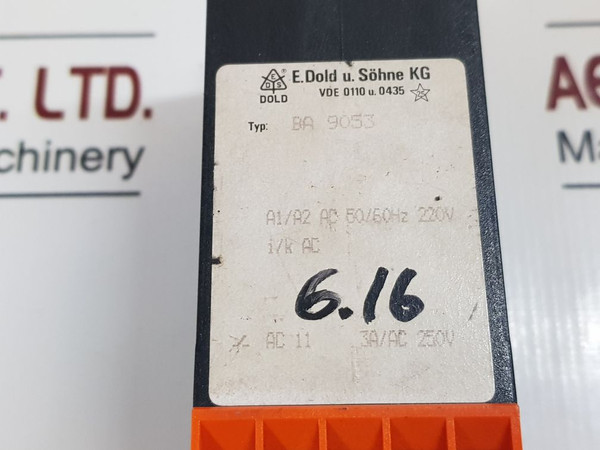 E.Dold u. Söhne KG
VDE 0110 u. 0435
DOLD
Typ: BA 9053
A1/A2 AC 50/60Hz 220V
i/k AC
6.16
AC 11 3A/AC 250V
. LTD.
chinery
A
Ma